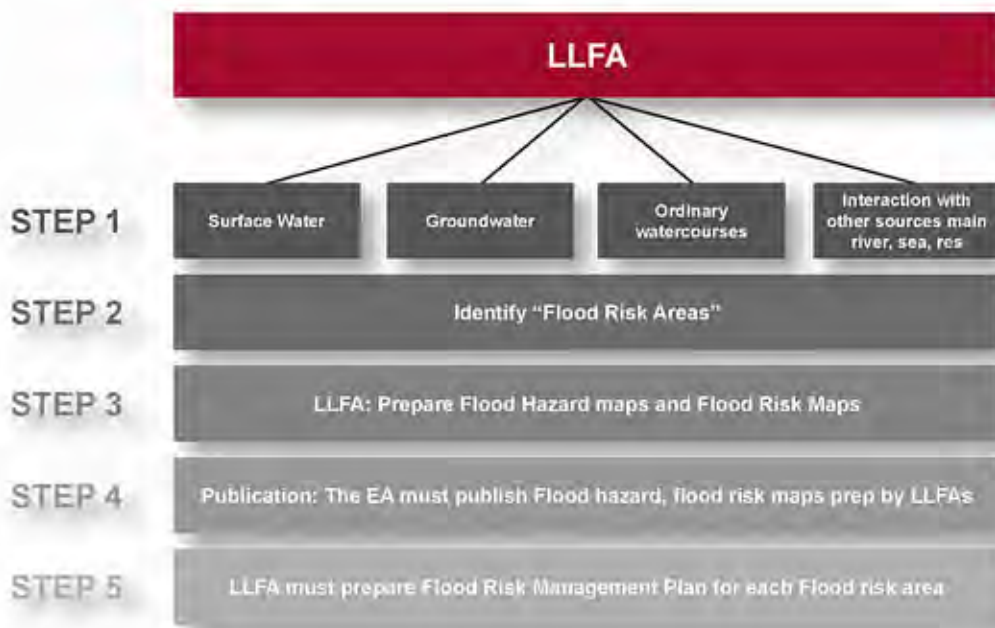 LLFA
STEP 1
Surface Water
Groundwater
Ordinary
watercourses
Interaction with
other sources main
river, sea, res
STEP 2
Identify “Flood Risk Areas”
STEP 3
LLFA: Prepare Flood Hazard maps and Flood Risk Maps
STEP 4
Publication: The EA must publish Flood hazard, flood risk maps prep by LLFAs
STEP 5
LLFA must prepare Flood Risk Management Plan for each Flood risk area